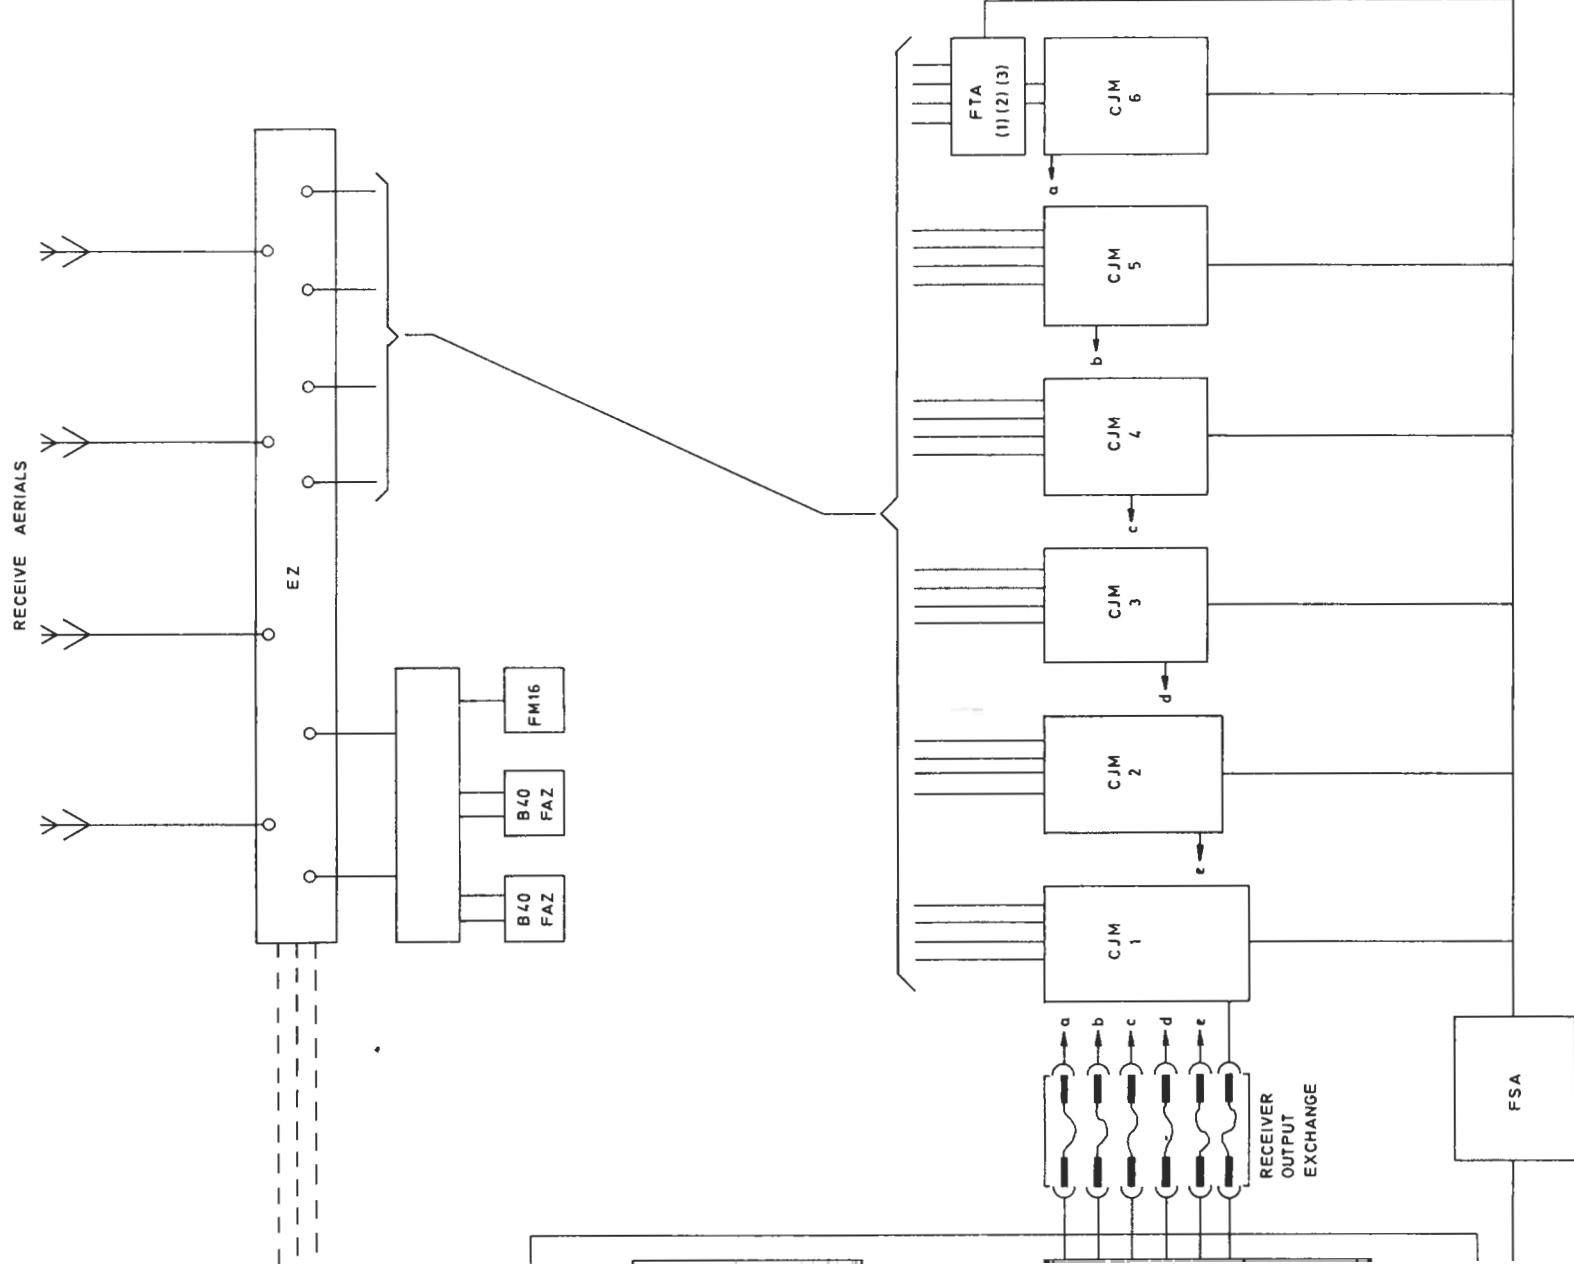 RECEIVE AERIALS
EZ
FM16
B40
FAZ
B40
FAZ
FTA
(1) (2) (3)
CJM
6
a
CJM
5
b
CJM
4
c
CJM
3
d
CJM
2
e
CJM
1
a
b
c
d
e
RECEIVER
OUTPUT
EXCHANGE
FSA